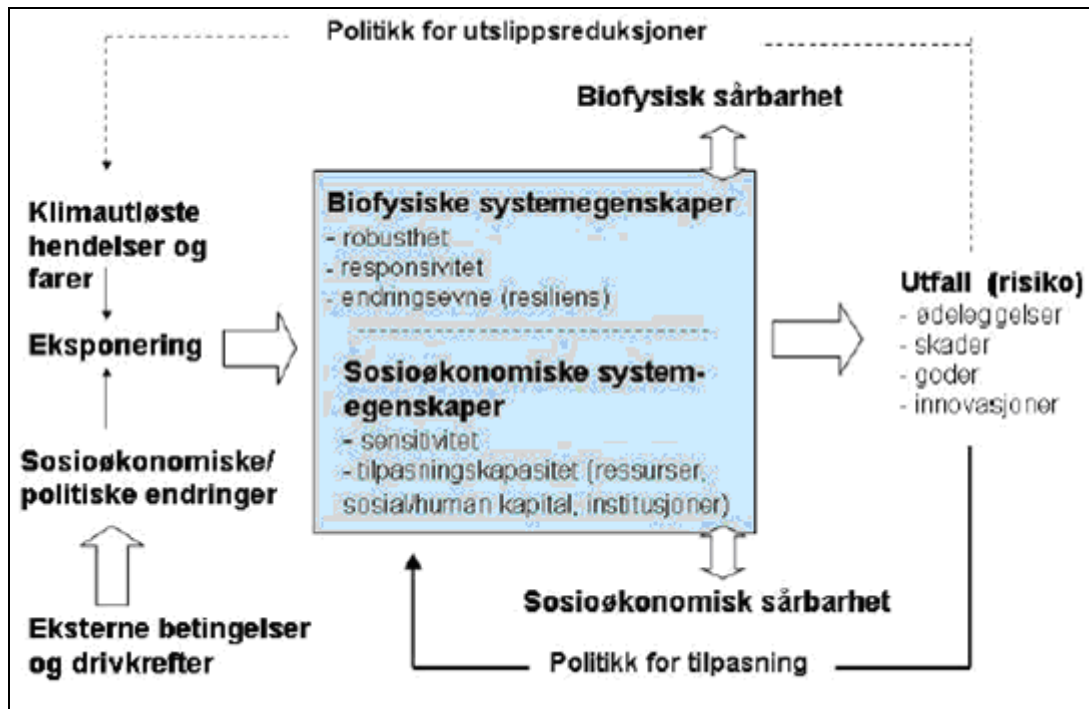 Politikk for utslippsreduksjoner
Biofysisk sårbarhet
Klimautløste
hendelser og
farer
Eksponering
Sosioøkonomiske/
politiske endringer
Eksterne betingelser
og drivkrefter
Biofysiske systemegenskaper
- robusthet
- responsivitet
- endringsevne (resiliens)
Sosioøkonomiske system-
egenskaper
- sensitivitet
- tilpasningskapasitet (ressurser,
sosial/human kapital, institusjoner)
Utfall (risiko)
- ødeleggelser
- skader
- goder
- innovasjoner
Sosioøkonomisk sårbarhet
Politikk for tilpasning